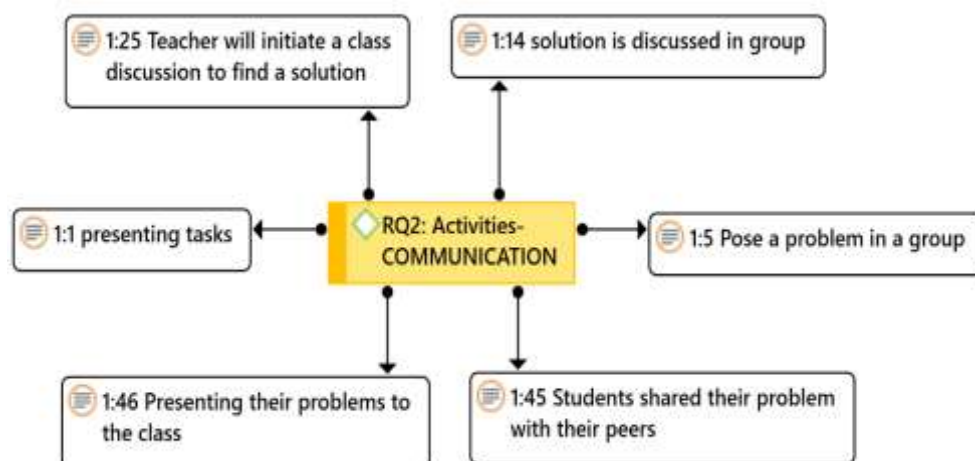 1:25 Teacher will initiate a class
discussion to find a solution
1:14 solution is discussed in group
1:1 presenting tasks
RQ2: Activities-
COMMUNICATION
1:5 Pose a problem in a group
1:46 Presenting their problems to
the class
1:45 Students shared their problem
with their peers